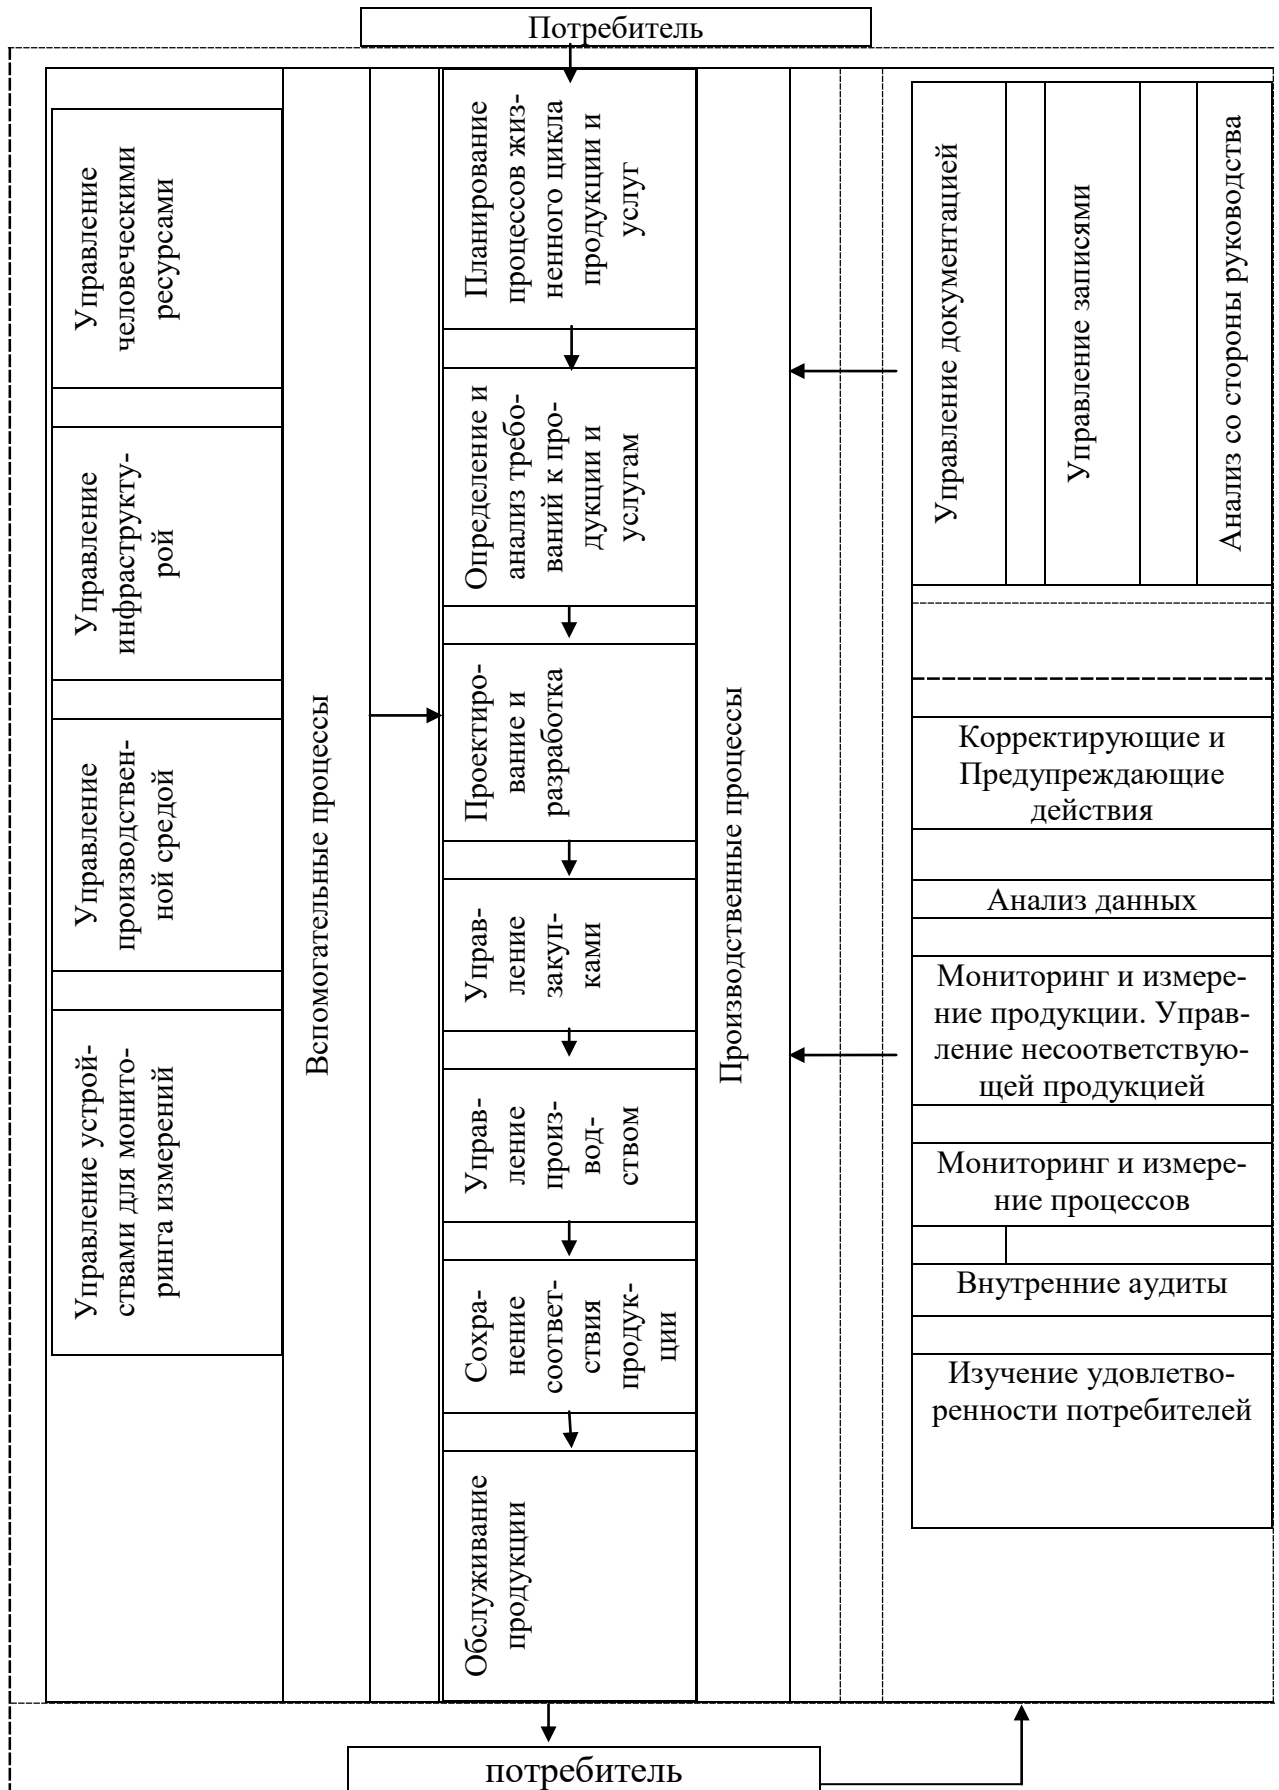 Потребитель
Управление
человеческими
ресурсами
Управление
инфраструкту-
рой
Управление
производствен-
ной средой
Управление устрой-
ствами для монито-
ринга измерений
Вспомогательные процессы
Планирование
процессов жиз-
ненного цикла
продукции и
услуг
Определение и
анализ требо-
ваний к про-
дукции и
услугам
Проектиро-
вание и
разработка
Управ-
ление
закуп-
ками
Управ-
ление
произ-
вод-
ством
Сохра-
нение
соответ-
ствия
продук-
ции
Обслуживание
продукции
Производственные процессы
Управление документацией
Управление записями
Анализ со стороны руководства
Корректирующие и
Предупреждающие
действия
Анализ данных
Мониторинг и измере-
ние продукции. Управ-
ление несоответствую-
щей продукцией
Мониторинг и измере-
ние процессов
Внутренние аудиты
Изучение удовлетво-
ренности потребителей
потребитель